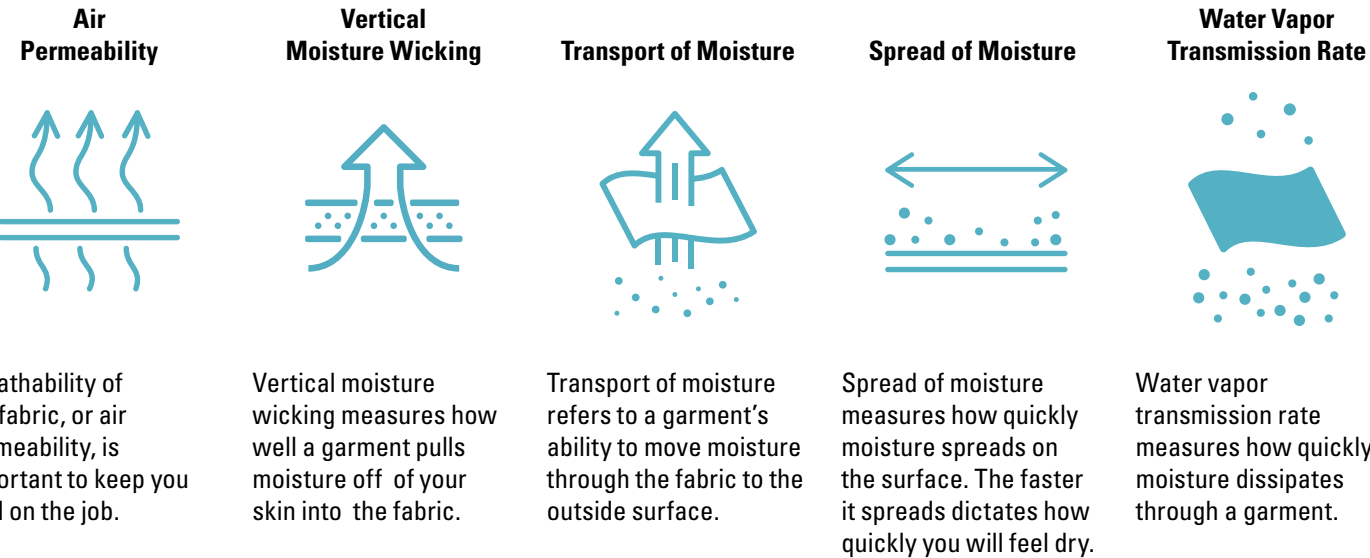 Air
Permeability
Vertical
Moisture Wicking
Transport of Moisture
Spread of Moisture
Water Vapor
Transmission Rate
athability of
fabric, or air
meability, is
ortant to keep you
on the job.
Vertical moisture
wicking measures how
well a garment pulls
moisture off of your
skin into the fabric.
Transport of moisture
refers to a garment's
ability to move moisture
through the fabric to the
outside surface.
Spread of moisture
measures how quickly
moisture spreads on
the surface. The faster
it spreads dictates how
quickly you will feel dry.
Water vapor
transmission rate
measures how quickly
moisture dissipates
through a garment.